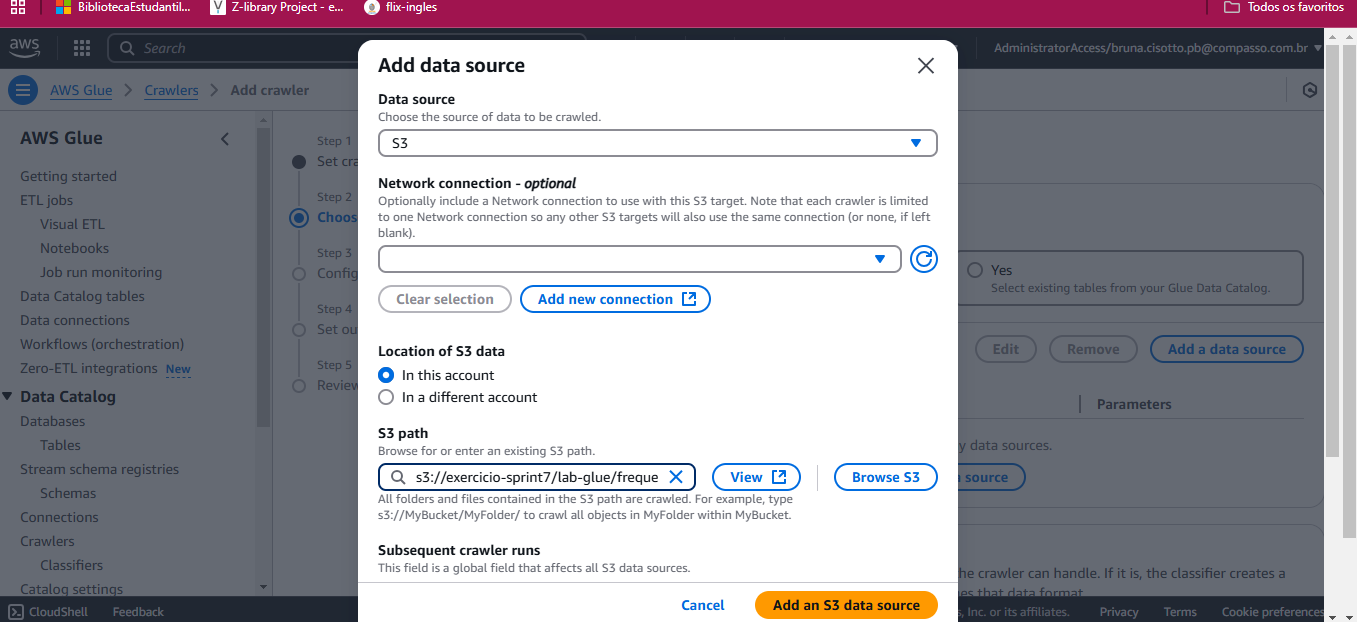 BibliotecaEstudantil...
Z-library Project - e...
flix-ingles
Todos os favoritos
aws
Search
AdministratorAccess/bruna.cisotto.pb@compasso.com.br
AWS Glue
Crawlers
Add crawler
AWS Glue
Getting started
ETL jobs
Visual ETL
Notebooks
Job run monitoring
Data Catalog tables
Data connections
Workflows (orchestration)
Zero-ETL integrations New
Data Catalog
Databases
Tables
Stream schema registries
Schemas
Connections
Crawlers
Classifiers
Catalog settings
Step 1
Set cra
Step 2
Choos
Step 3
Config
Step 4
Set ou
Step 5
Review
Add data source
Data source
Choose the source of data to be crawled.
S3
Network connection - optional
Optionally include a Network connection to use with this S3 target. Note that each crawler is limited
to one Network connection so any other S3 targets will also use the same connection (or none, if left
blank).
Clear selection
Add new connection
Location of S3 data
In this account
In a different account
S3 path
Browse for or enter an existing S3 path.
s3://exercicio-sprint7/lab-glue/freque
View
Browse S3
All folders and files contained in the S3 path are crawled. For example, type
s3://MyBucket/MyFolder/ to crawl all objects in MyFolder within MyBucket.
Subsequent crawler runs
This field is a global field that affects all S3 data sources.
Cancel
Add an S3 data source
Yes
Select existing tables from your Glue Data Catalog.
Edit
Remove
Add a data source
Parameters
y data sources.
source
he crawler can handle. If it is, the classifier creates a
es that data format.
CloudShell
Feedback
s, Inc. or its affiliates.
Privacy
Terms
Cookie preferences